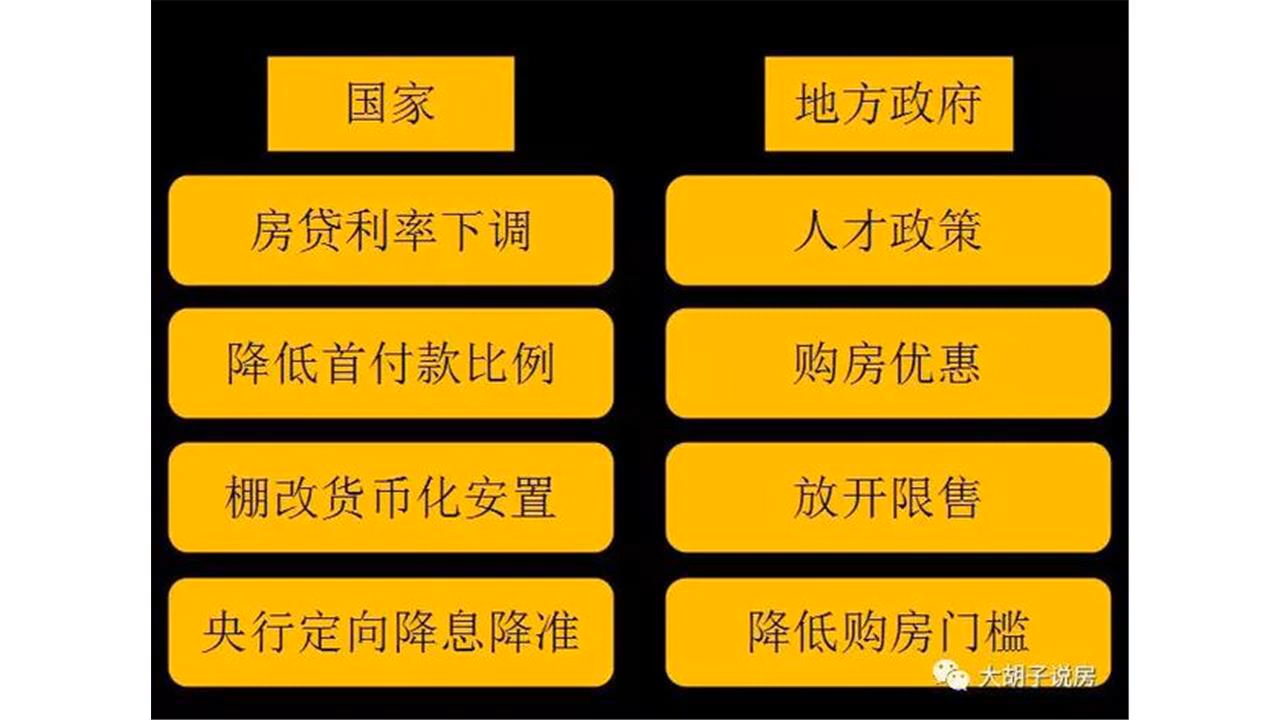 国家
地方政府
房贷利率下调
人才政策
降低首付款比例
购房优惠
棚改货币化安置
放开限售
央行定向降息降准
降低购房门槛
大胡子说房